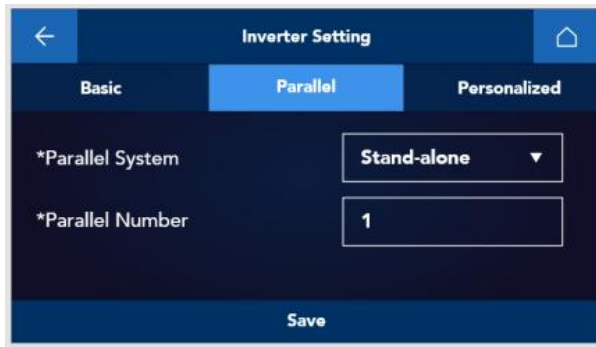 Inverter Setting
Basic Parallel Personalized
*Parallel System Stand-alone
*Parallel Number 1
Save